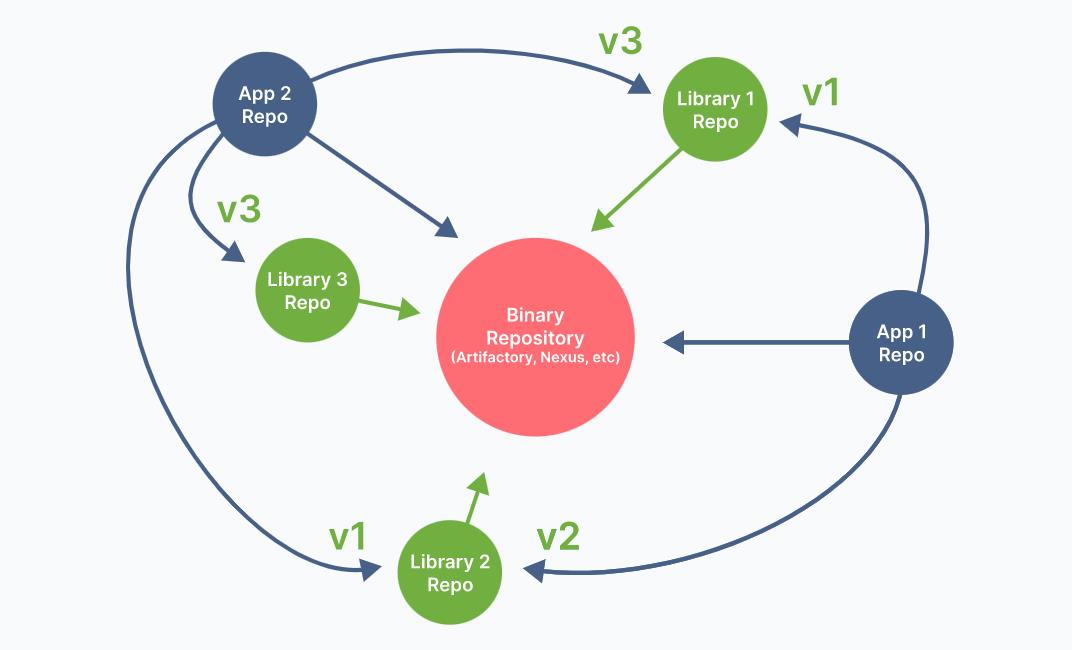 v3
App 2
Repo
Library 1
Repo
v1
v3
Library 3
Repo
Binary
Repository
(Artifactory, Nexus, etc)
App 1
Repo
v1
v2
Library 2
Repo